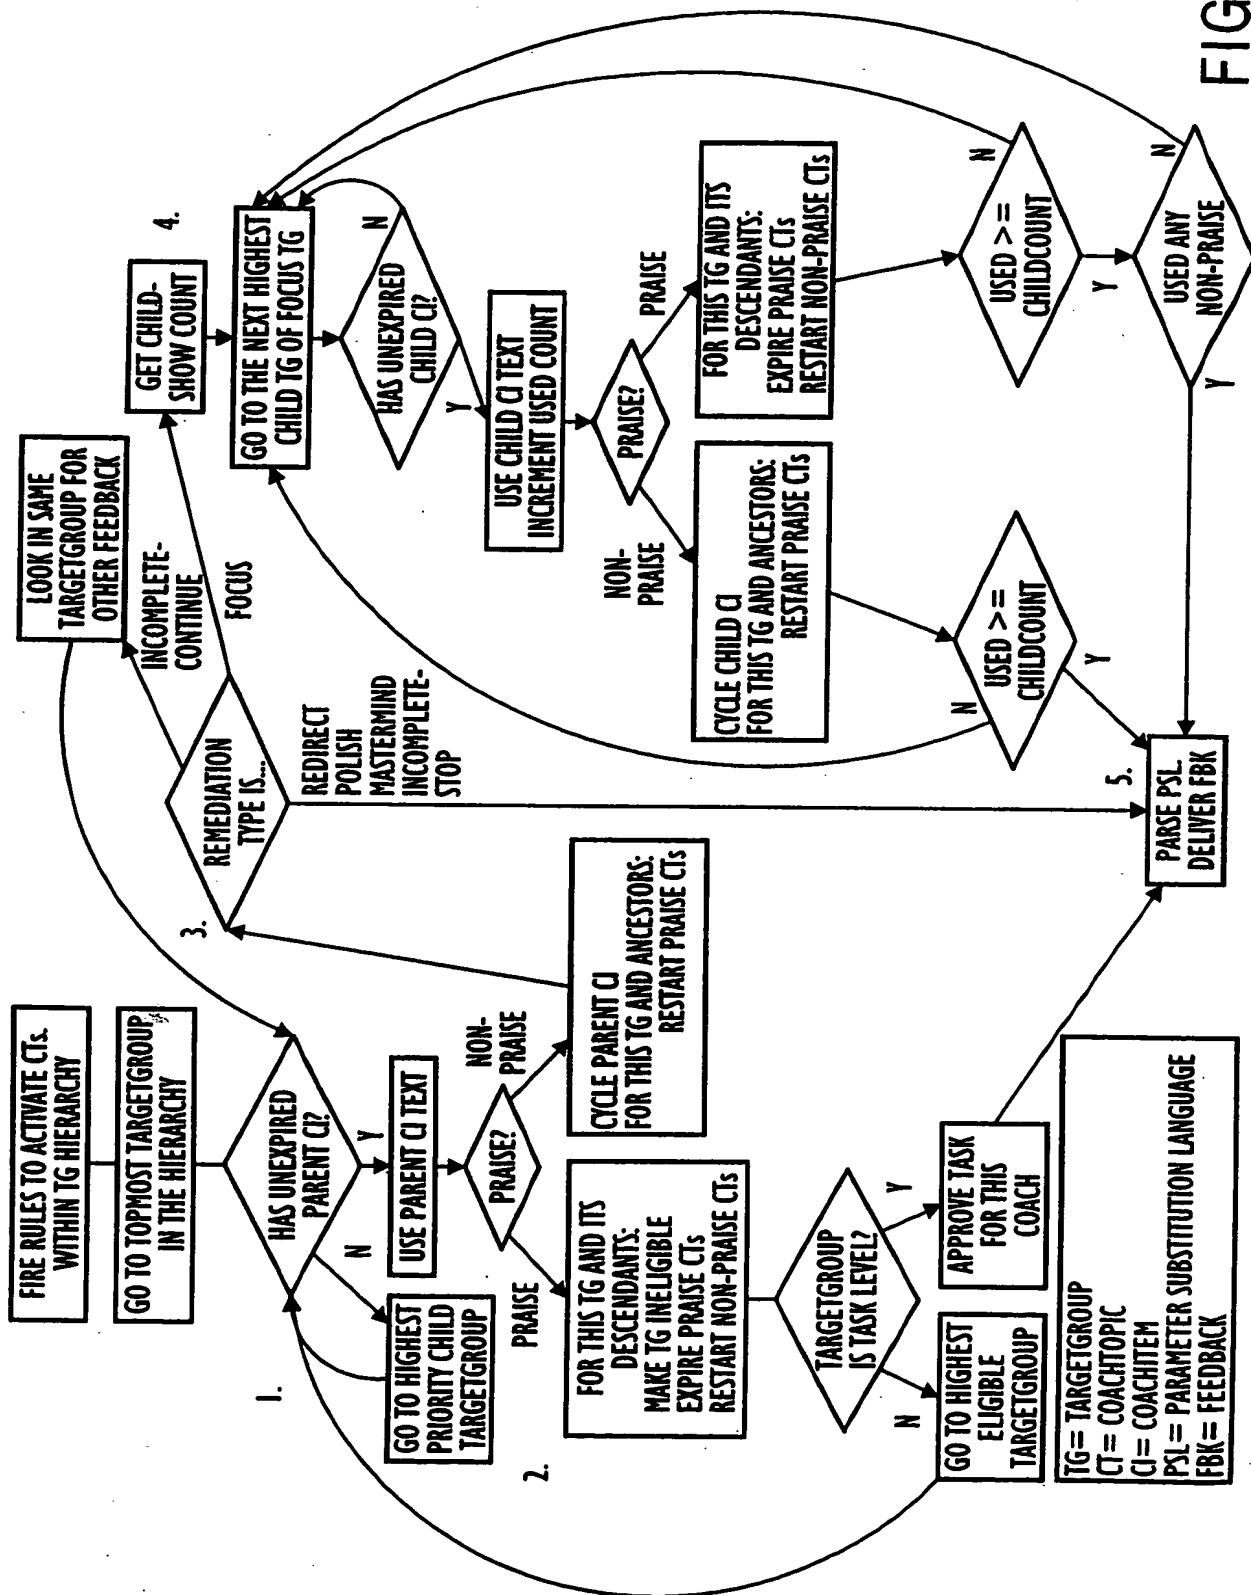 FIRE RULES TO ACTIVATE CTs.
WITHIN TG HIERARCHY
GO TO TOPMOST TARGETGROUP
IN THE HIERARCHY
1.
HAS UNEXPIRED
PARENT CI?
N
Y
GO TO HIGHEST
PRIORITY CHILD
TARGETGROUP
USE PARENT CI TEXT
2.
PRAISE?
PRAISE
NON-
PRAISE
FOR THIS TG AND ITS
DESCENDANTS:
MAKE TG INELIGIBLE
EXPIRE PRAISE CTs
RESTART NON-PRAISE CTs
CYCLE PARENT CI
FOR THIS TG AND ANCESTORS:
RESTART PRAISE CTs
TARGETGROUP
IS TASK LEVEL?
N
Y
GO TO HIGHEST
ELIGIBLE
TARGETGROUP
APPROVE TASK
FOR THIS
COACH
TG= TARGETGROUP
CT= COACHTOPIC
CI= COACHITEM
PSL= PARAMETER SUBSTITUTION LANGUAGE
FBK= FEEDBACK
3.
REMEDIATION
TYPE IS...
LOOK IN SAME
TARGETGROUP FOR
OTHER FEEDBACK
INCOMPLETE-
CONTINUE
FOCUS
REDIRECT
POLISH
MASTERMIND
INCOMPLETE-
STOP
4.
GET CHILD-
SHOW COUNT
GO TO THE NEXT HIGHEST
CHILD TG OF FOCUS TG
HAS UNEXPIRED
CHILD CI?
N
Y
USE CHILD CI TEXT
INCREMENT USED COUNT
PRAISE?
NON-
PRAISE
PRAISE
CYCLE CHILD CI
FOR THIS TG AND ANCESTORS:
RESTART PRAISE CTs
FOR THIS TG AND ITS
DESCENDANTS:
EXPIRE PRAISE CTs
RESTART NON-PRAISE CTs
USED >=
CHILDCOUNT
N
Y
USED >=
CHILDCOUNT
N
Y
USED ANY
NON-PRAISE
N
Y
5.
PARSE PSL.
DELIVER FBK
FIG